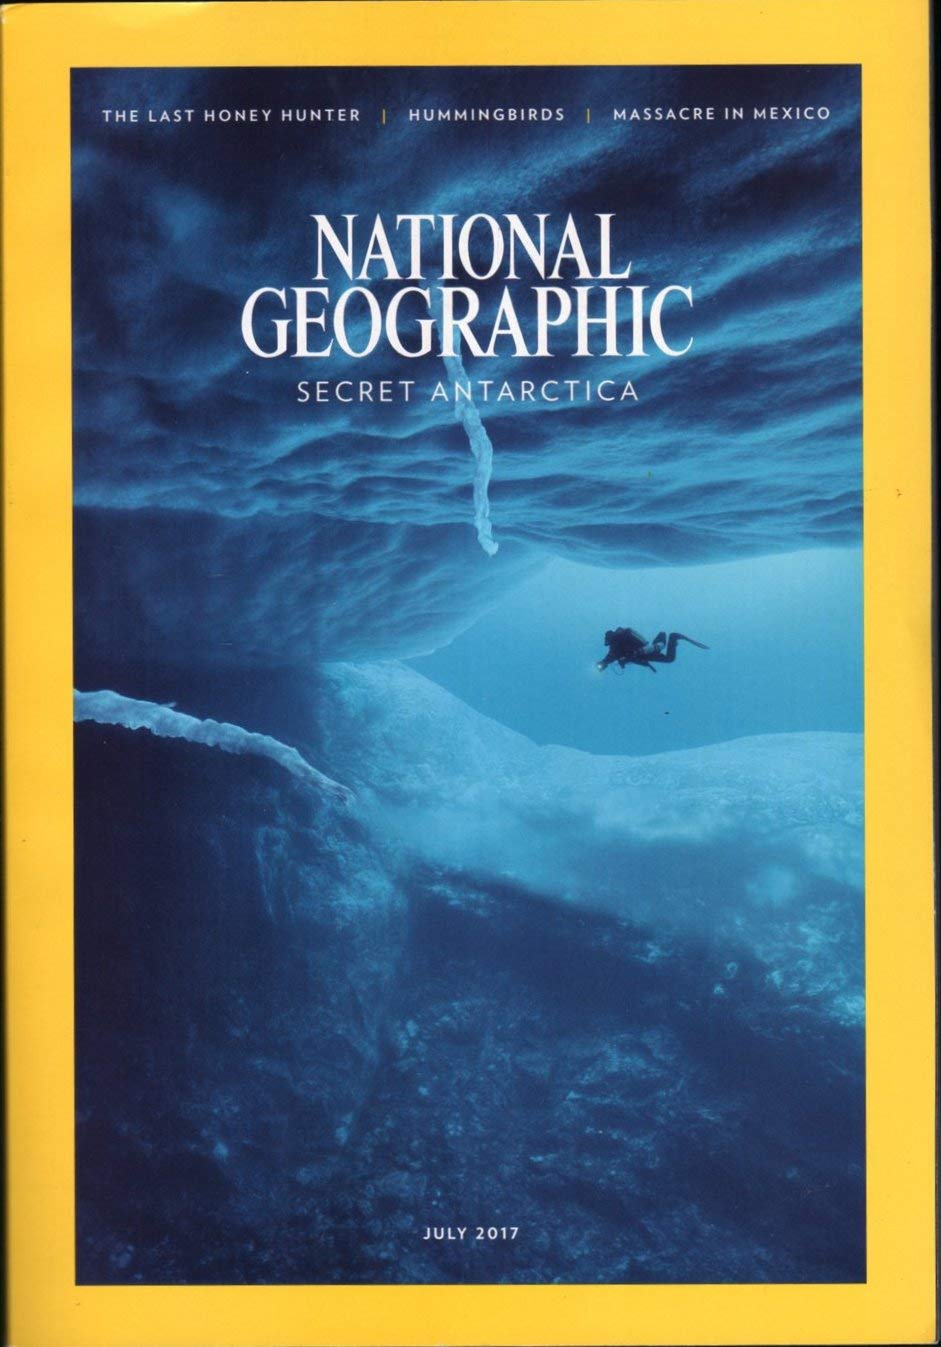 THE LAST HONEY HUNTER | HUMMINGBIRDS | MASSACRE IN MEXICO
NATIONAL
GEOGRAPHIC
SECRET ANTARCTICA
JULY 2017